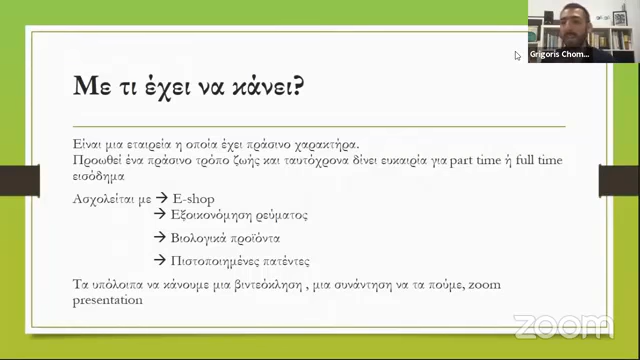 Grigoris Chom...
Με τι έχει να κάνει?
Είναι μια εταιρεία η οποία έχει πράσινο χαρακτήρα.
Προωθεί ένα πράσινο τρόπο ζωής και ταυτόχρονα δίνει ευκαιρία για part time ή full time
εισόδημα
Ασχολείται με → E-shop
→ Εξοικονόμηση ρεύματος
→ Βιολογικά προϊόντα
→ Πιστοποιημένες πατέντες
Τα υπόλοιπα να κάνουμε μια βιντεόκληση , μια συνάντηση να τα πούμε, zoom
presentation
zoom